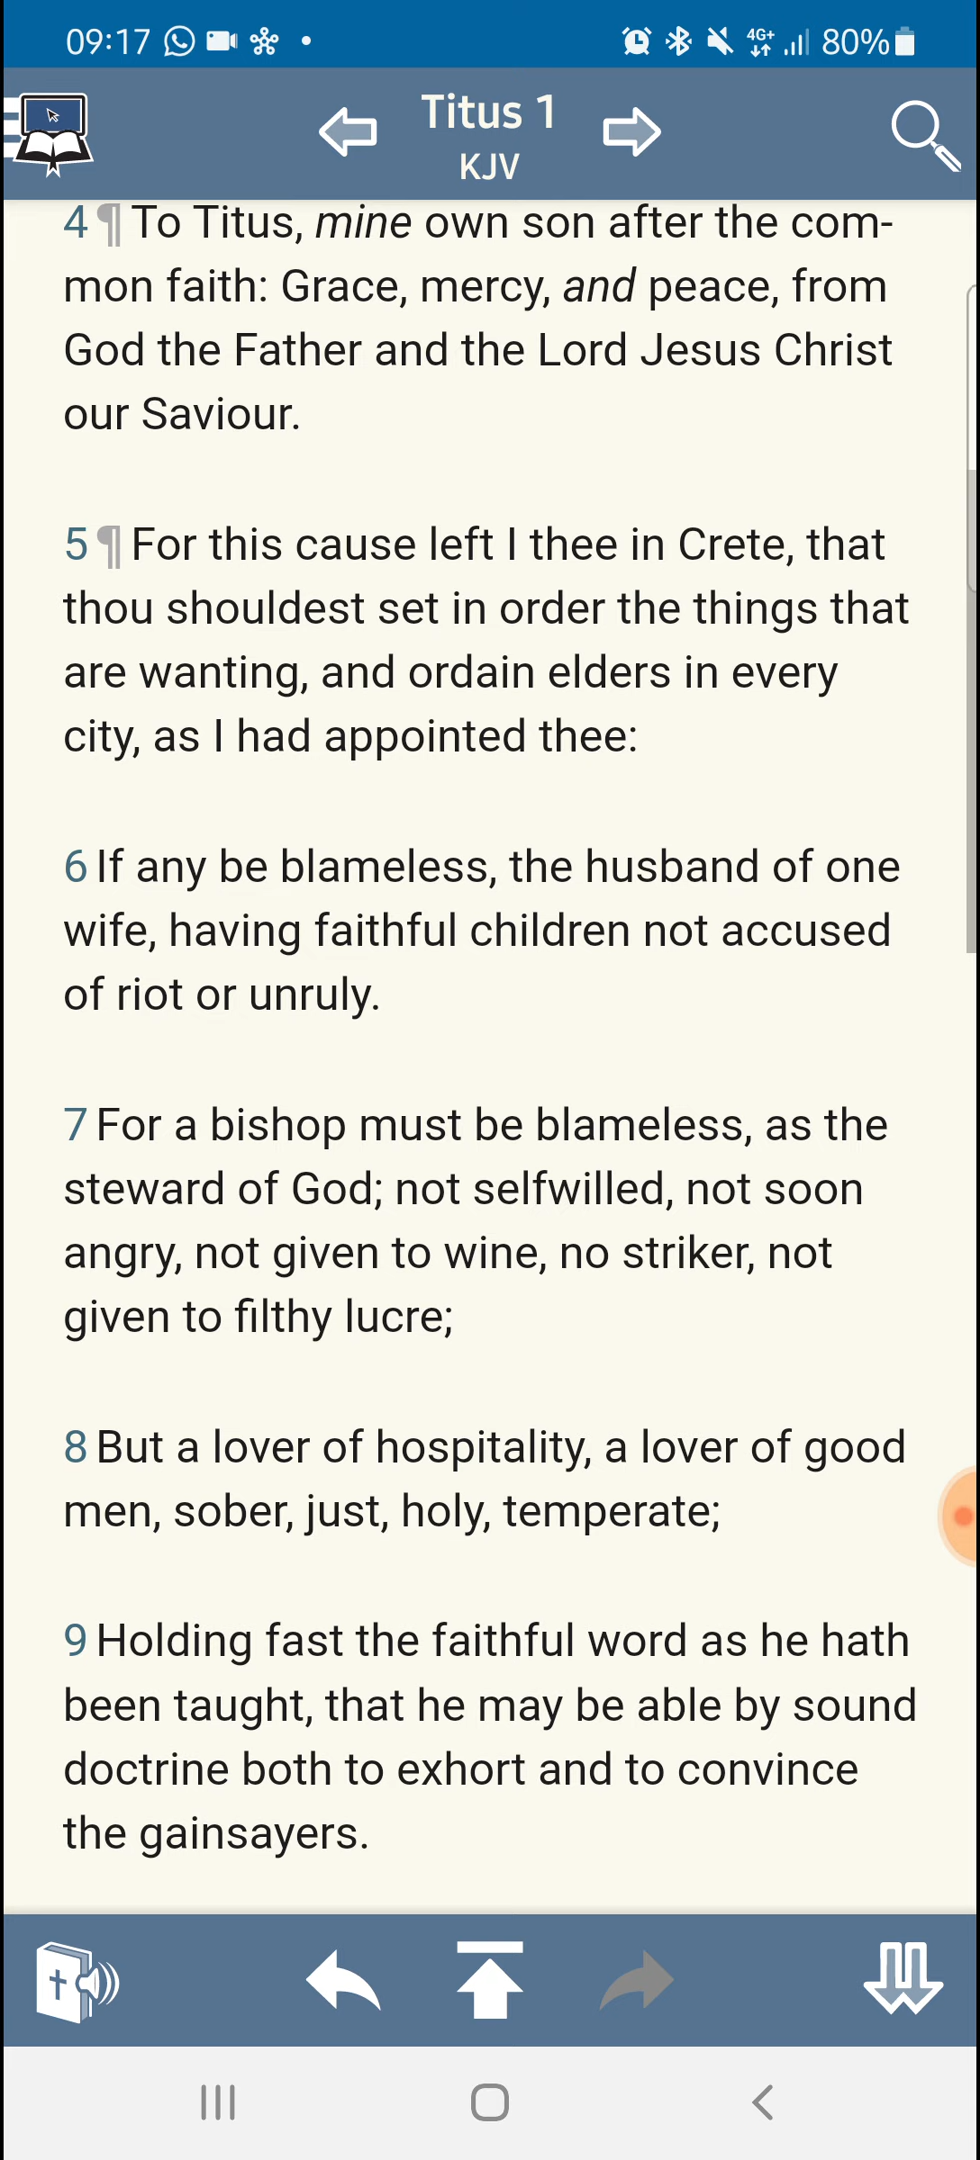 09:17
4G+
80%
Titus 1
KJV
4 ¶ To Titus, mine own son after the com-
mon faith: Grace, mercy, and peace, from
God the Father and the Lord Jesus Christ
our Saviour.
5 ¶ For this cause left I thee in Crete, that
thou shouldest set in order the things that
are wanting, and ordain elders in every
city, as I had appointed thee:
6 If any be blameless, the husband of one
wife, having faithful children not accused
of riot or unruly.
7 For a bishop must be blameless, as the
steward of God; not selfwilled, not soon
angry, not given to wine, no striker, not
given to filthy lucre;
8 But a lover of hospitality, a lover of good
men, sober, just, holy, temperate;
9 Holding fast the faithful word as he hath
been taught, that he may be able by sound
doctrine both to exhort and to convince
the gainsayers.